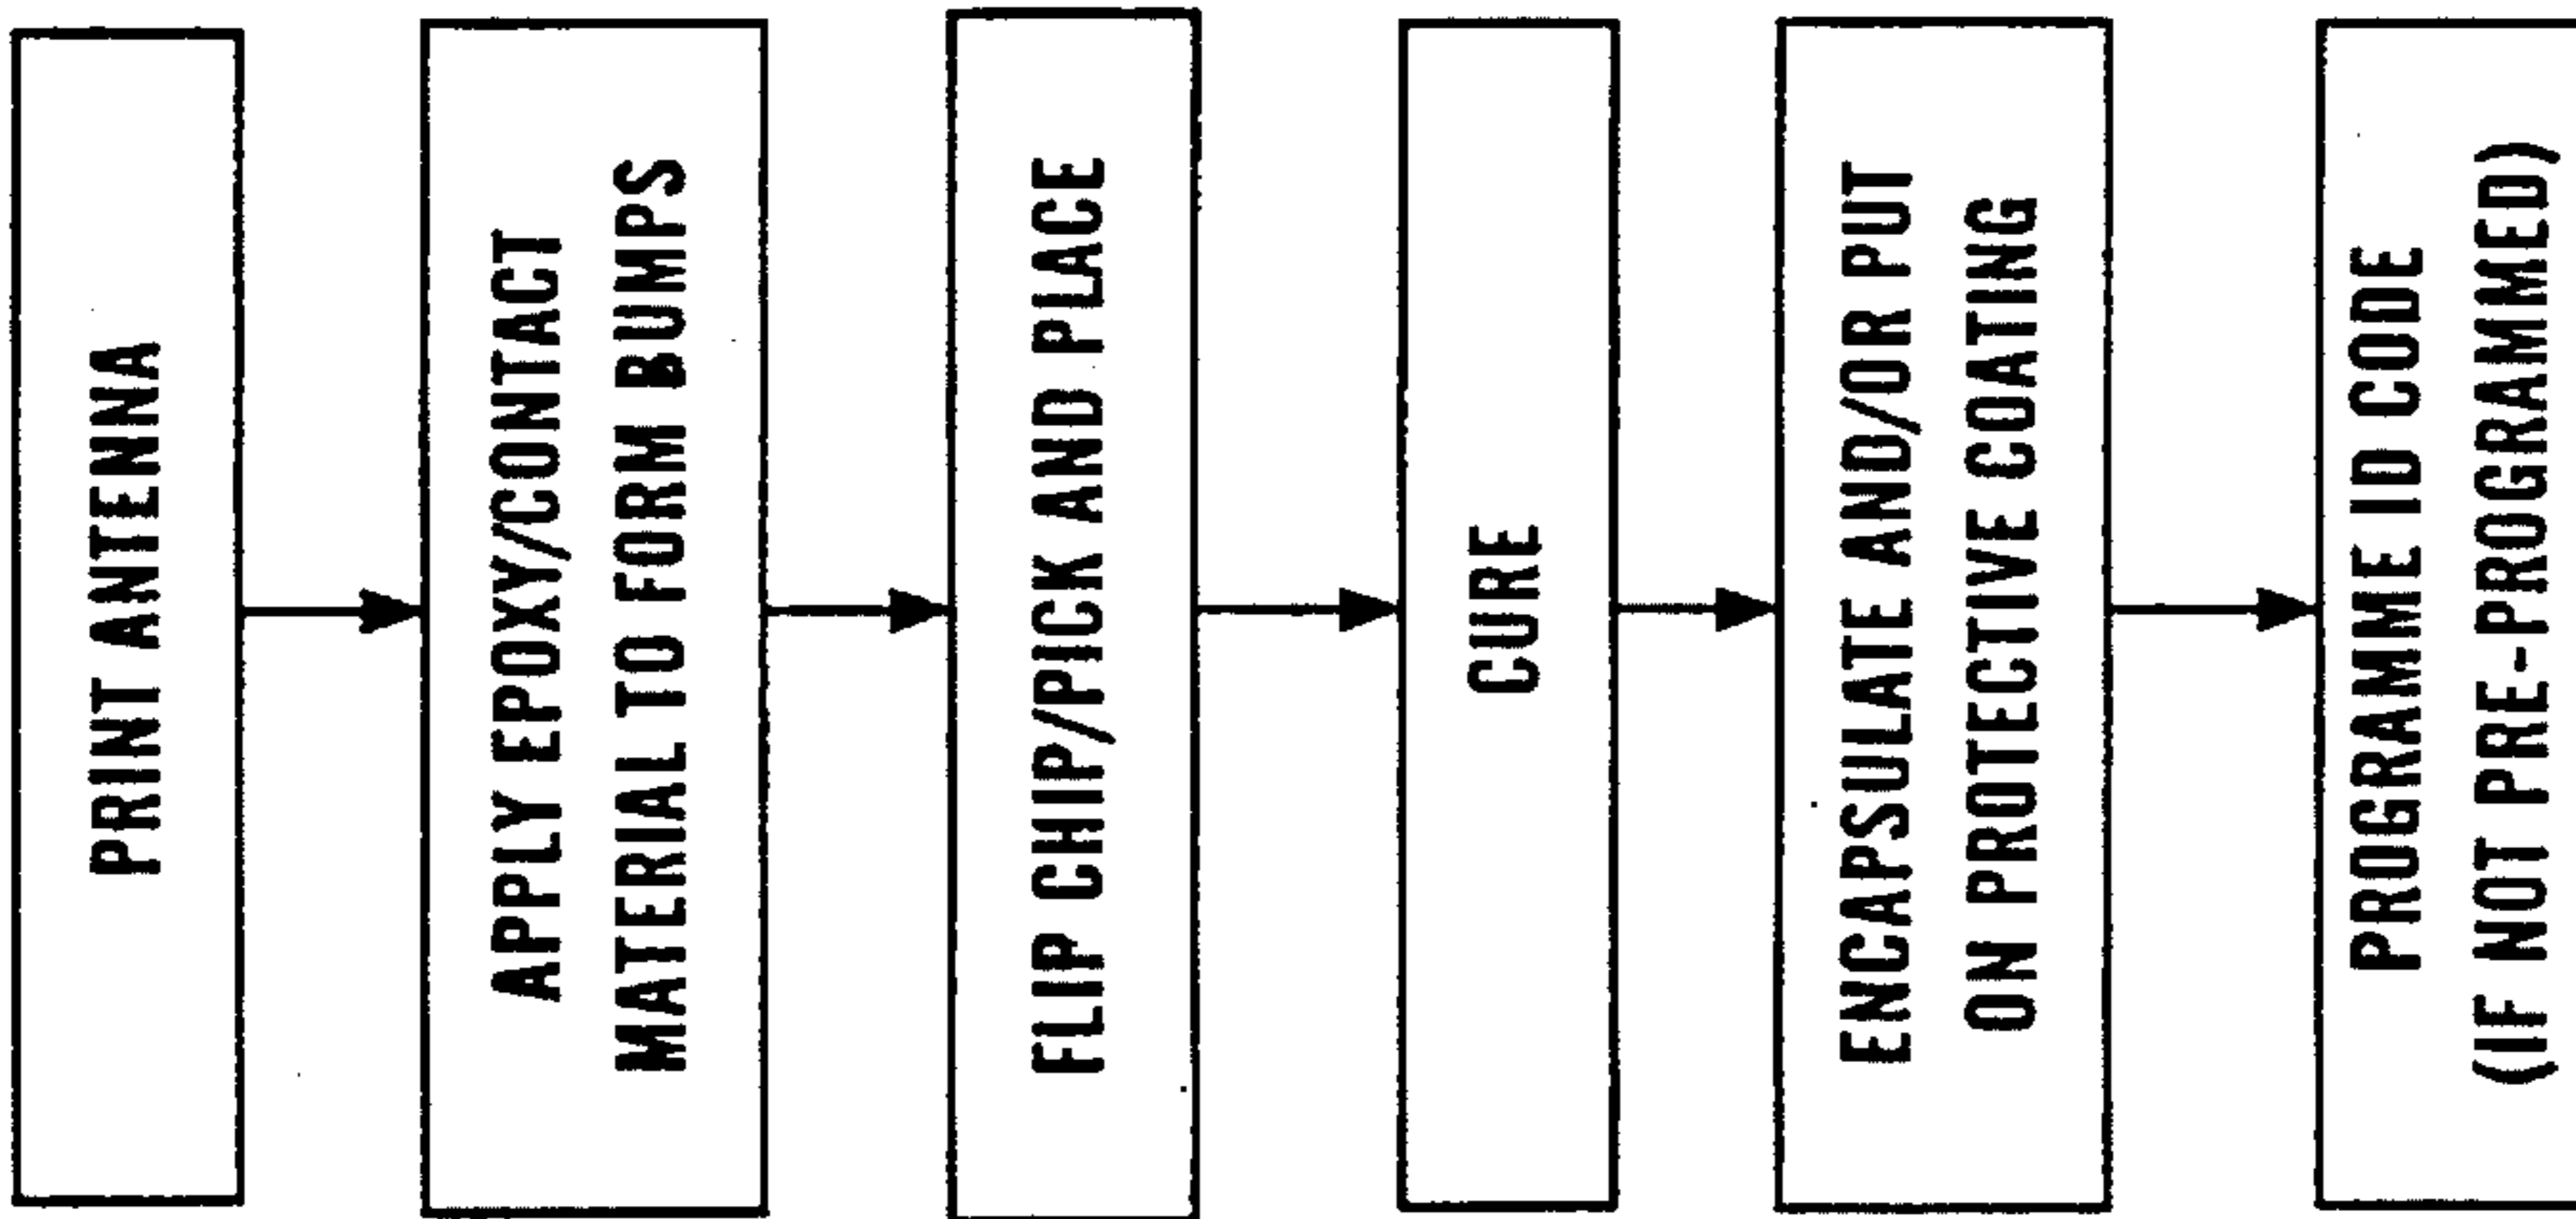 PRINT ANTENNA
APPLY EPOXY/CONTACT
MATERIAL TO FORM BUMPS
FLIP CHIP/PICK AND PLACE
CURE
ENCAPSULATE AND/OR PUT
ON PROTECTIVE COATING
PROGRAMME ID CODE
(IF NOT PRE-PROGRAMMED)